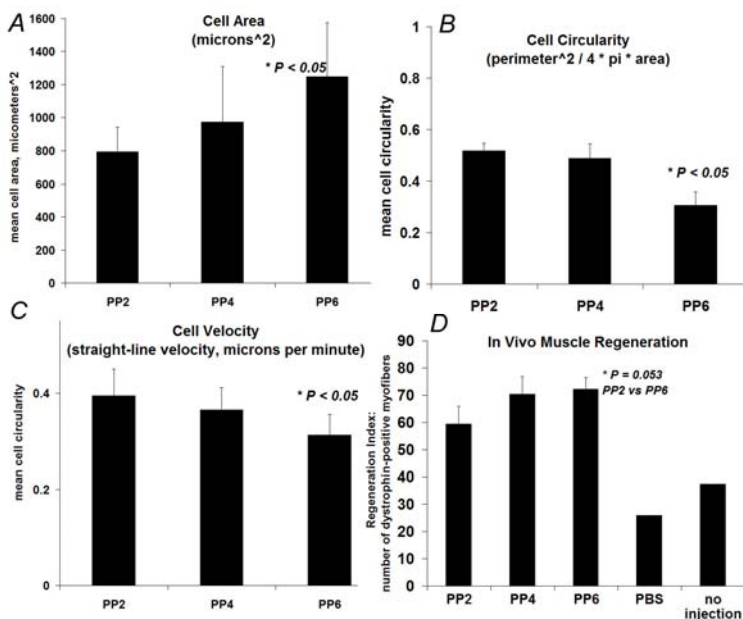 A
Cell Area
(microns^2)
* P < 0.05
mean cell area, micometers^2
1600
1400
1200
1000
800
600
400
200
0
PP2 PP4 PP6
B
Cell Circularity
(perimeter^2 / 4 * pi * area)
* P < 0.05
mean cell circularity
1
0.8
0.6
0.4
0.2
0
PP2 PP4 PP6
C
Cell Velocity
(straight-line velocity, microns per minute)
* P < 0.05
mean cell circularity
0.4
0.2
0
PP2 PP4 PP6
D
In Vivo Muscle Regeneration
* P = 0.053
PP2 vs PP6
Regeneration Index:
number of dystrophin-positive myofibers
90
80
70
60
50
40
30
20
10
0
PP2 PP4 PP6 PBS no
injection